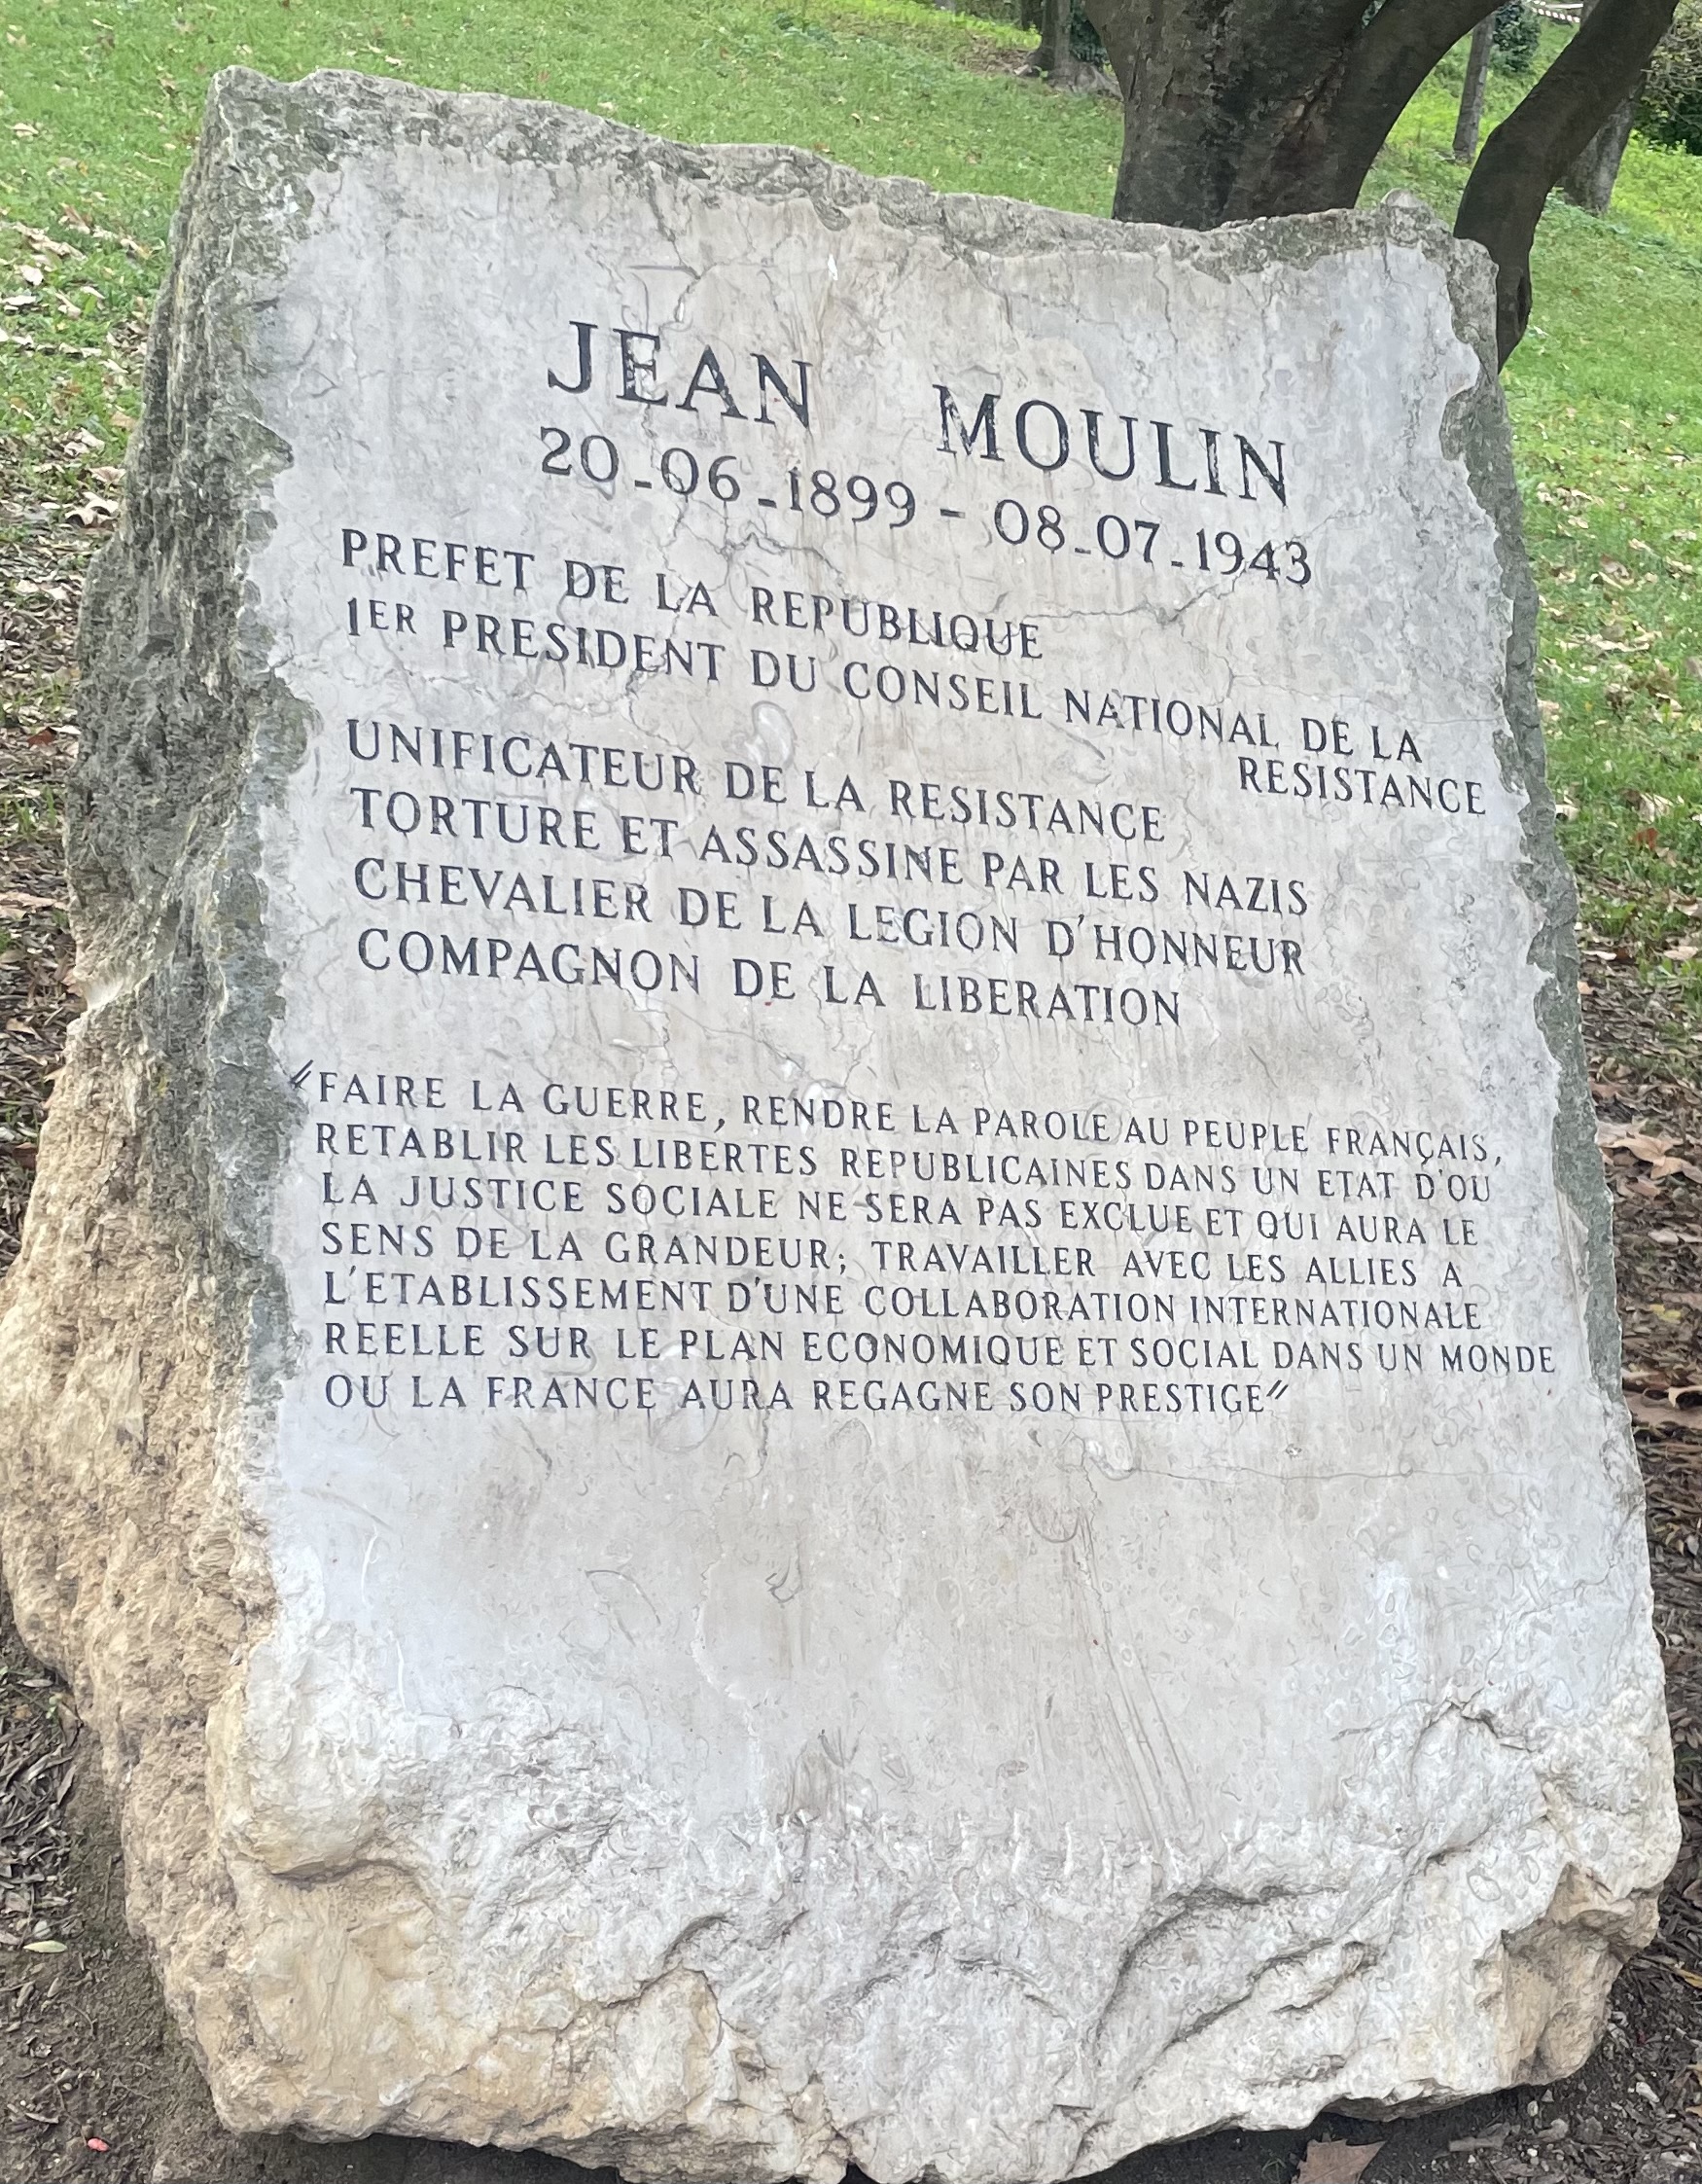 JEAN MOULIN
20-06-1899 - 08-07-1943
PREFET DE LA REPUBLIQUE
1ER PRESIDENT DU CONSEIL NATIONAL DE LA
RESISTANCE
UNIFICATEUR DE LA RESISTANCE
TORTURE ET ASSASSINE PAR LES NAZIS
CHEVALIER DE LA LEGION D'HONNEUR
COMPAGNON DE LA LIBERATION
"FAIRE LA GUERRE, RENDRE LA PAROLE AU PEUPLE FRANÇAIS,
RETABLIR LES LIBERTES REPUBLICAINES DANS UN ETAT D'OU
LA JUSTICE SOCIALE NE SERA PAS EXCLUE ET QUI AURA LE
SENS DE LA GRANDEUR; TRAVAILLER AVEC LES ALLIES A
L'ETABLISSEMENT D'UNE COLLABORATION INTERNATIONALE
REELLE SUR LE PLAN ECONOMIQUE ET SOCIAL DANS UN MONDE
OU LA FRANCE AURA REGAGNE SON PRESTIGE"